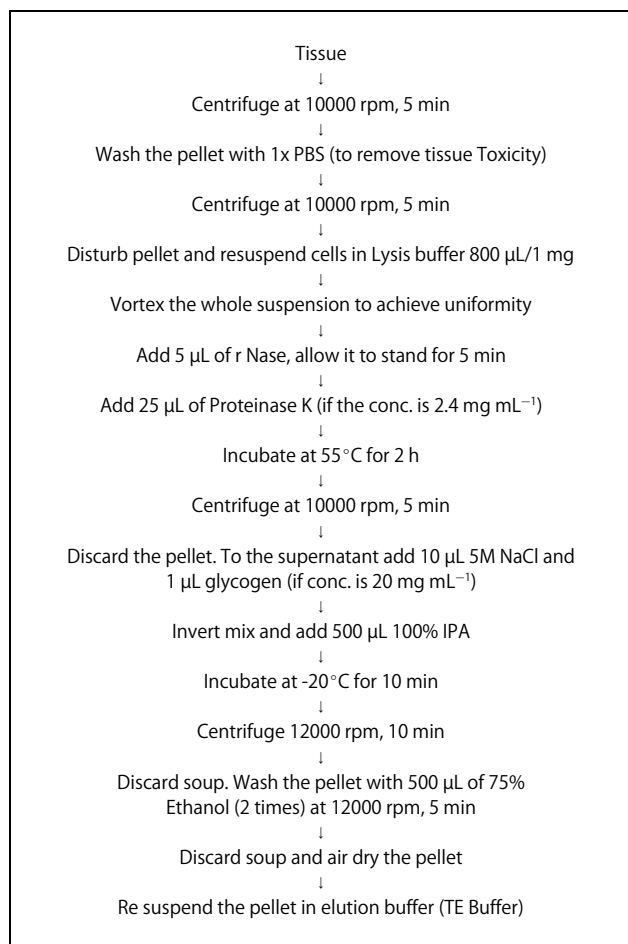 Tissue
↓
Centrifuge at 10000 rpm, 5 min
↓
Wash the pellet with 1x PBS (to remove tissue Toxicity)
↓
Centrifuge at 10000 rpm, 5 min
↓
Disturb pellet and resuspend cells in Lysis buffer 800 µL/1 mg
↓
Vortex the whole suspension to achieve uniformity
↓
Add 5 µL of r Nase, allow it to stand for 5 min
↓
Add 25 µL of Proteinase K (if the conc. is 2.4 mg mL⁻¹)
↓
Incubate at 55°C for 2 h
↓
Centrifuge at 10000 rpm, 5 min
↓
Discard the pellet. To the supernatant add 10 µL 5M NaCl and
1 µL glycogen (if conc. is 20 mg mL⁻¹)
↓
Invert mix and add 500 µL 100% IPA
↓
Incubate at -20°C for 10 min
↓
Centrifuge 12000 rpm, 10 min
↓
Discard soup. Wash the pellet with 500 µL of 75%
Ethanol (2 times) at 12000 rpm, 5 min
↓
Discard soup and air dry the pellet
↓
Re suspend the pellet in elution buffer (TE Buffer)